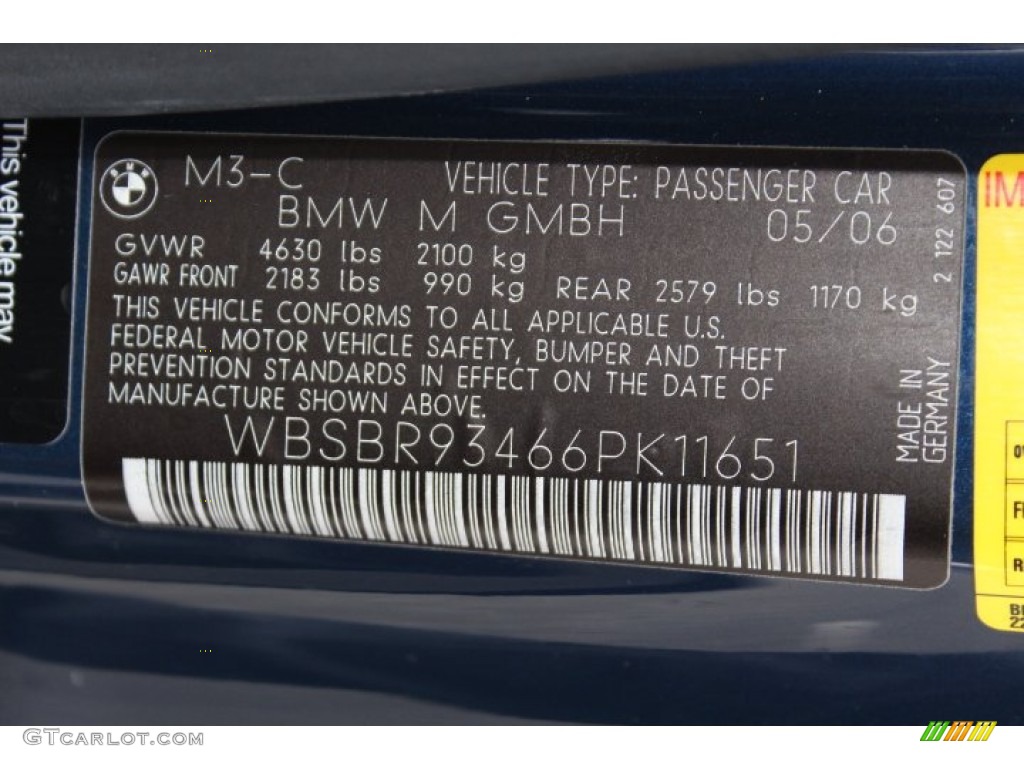 This vehicle may
M3-C VEHICLE TYPE: PASSENGER CAR
BMW M GMBH 05/06
GVWR 4630 lbs 2100 kg
GAWR FRONT 2183 lbs 990 kg REAR 2579 lbs 1170 kg
THIS VEHICLE CONFORMS TO ALL APPLICABLE U.S.
FEDERAL MOTOR VEHICLE SAFETY, BUMPER AND THEFT
PREVENTION STANDARDS IN EFFECT ON THE DATE OF
MANUFACTURE SHOWN ABOVE.
WBSBR93466PK11651
2 122 607
MADE IN
GERMANY
BMW
IM
GTCARLOT.COM